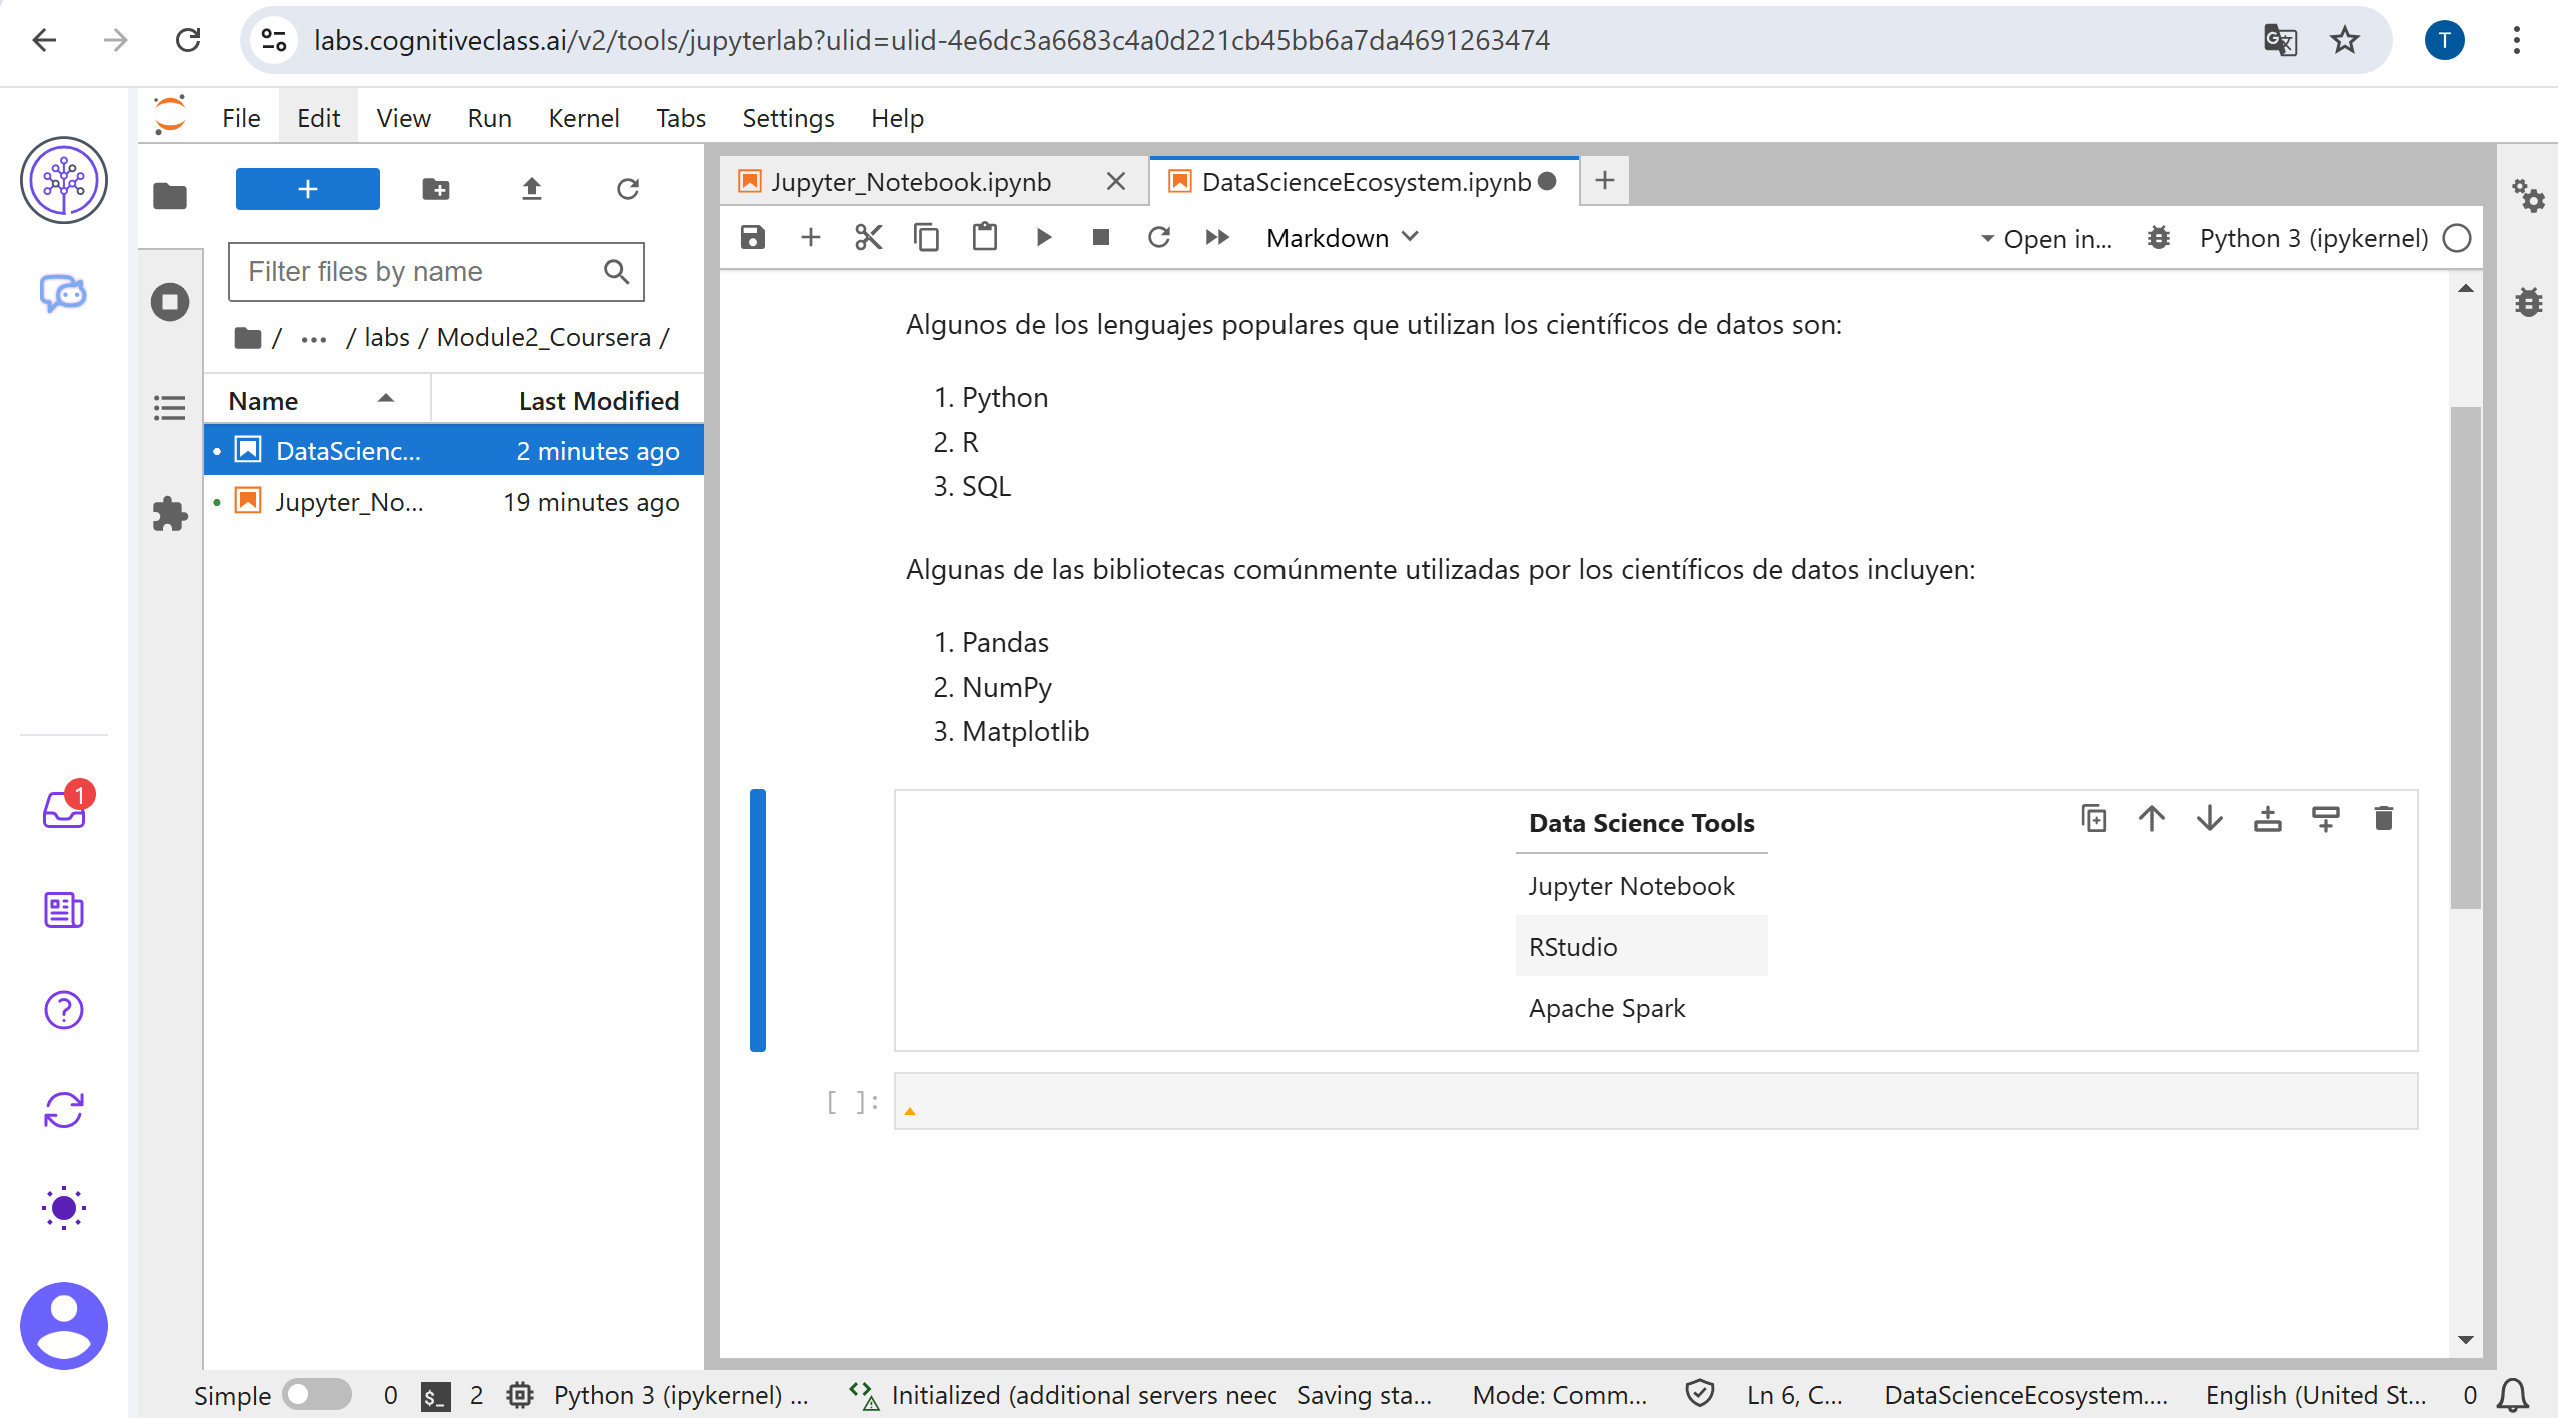 labs.cognitiveclass.ai/v2/tools/jupyterlab?ulid=ulid-4e6dc3a6683c4a0d221cb45bb6a7da4691263474
T
File Edit View Run Kernel Tabs Settings Help
Jupyter_Notebook.ipynb
DataScienceEcosystem.ipynb
Markdown
Open in...
Python 3 (ipykernel)
Filter files by name
/ ... / labs / Module2_Coursera /
Name Last Modified
DataScienc... 2 minutes ago
Jupyter_No... 19 minutes ago
Algunos de los lenguajes populares que utilizan los científicos de datos son:
1. Python
2. R
3. SQL
Algunas de las bibliotecas comúnmente utilizadas por los científicos de datos incluyen:
1. Pandas
2. NumPy
3. Matplotlib
Data Science Tools
Jupyter Notebook
RStudio
Apache Spark
[ ]:
1
Simple 0 $_ 2 Python 3 (ipykernel) ... Initialized (additional servers neec Saving sta... Mode: Comm... Ln 6, C... DataScienceEcosystem.... English (United St... 0